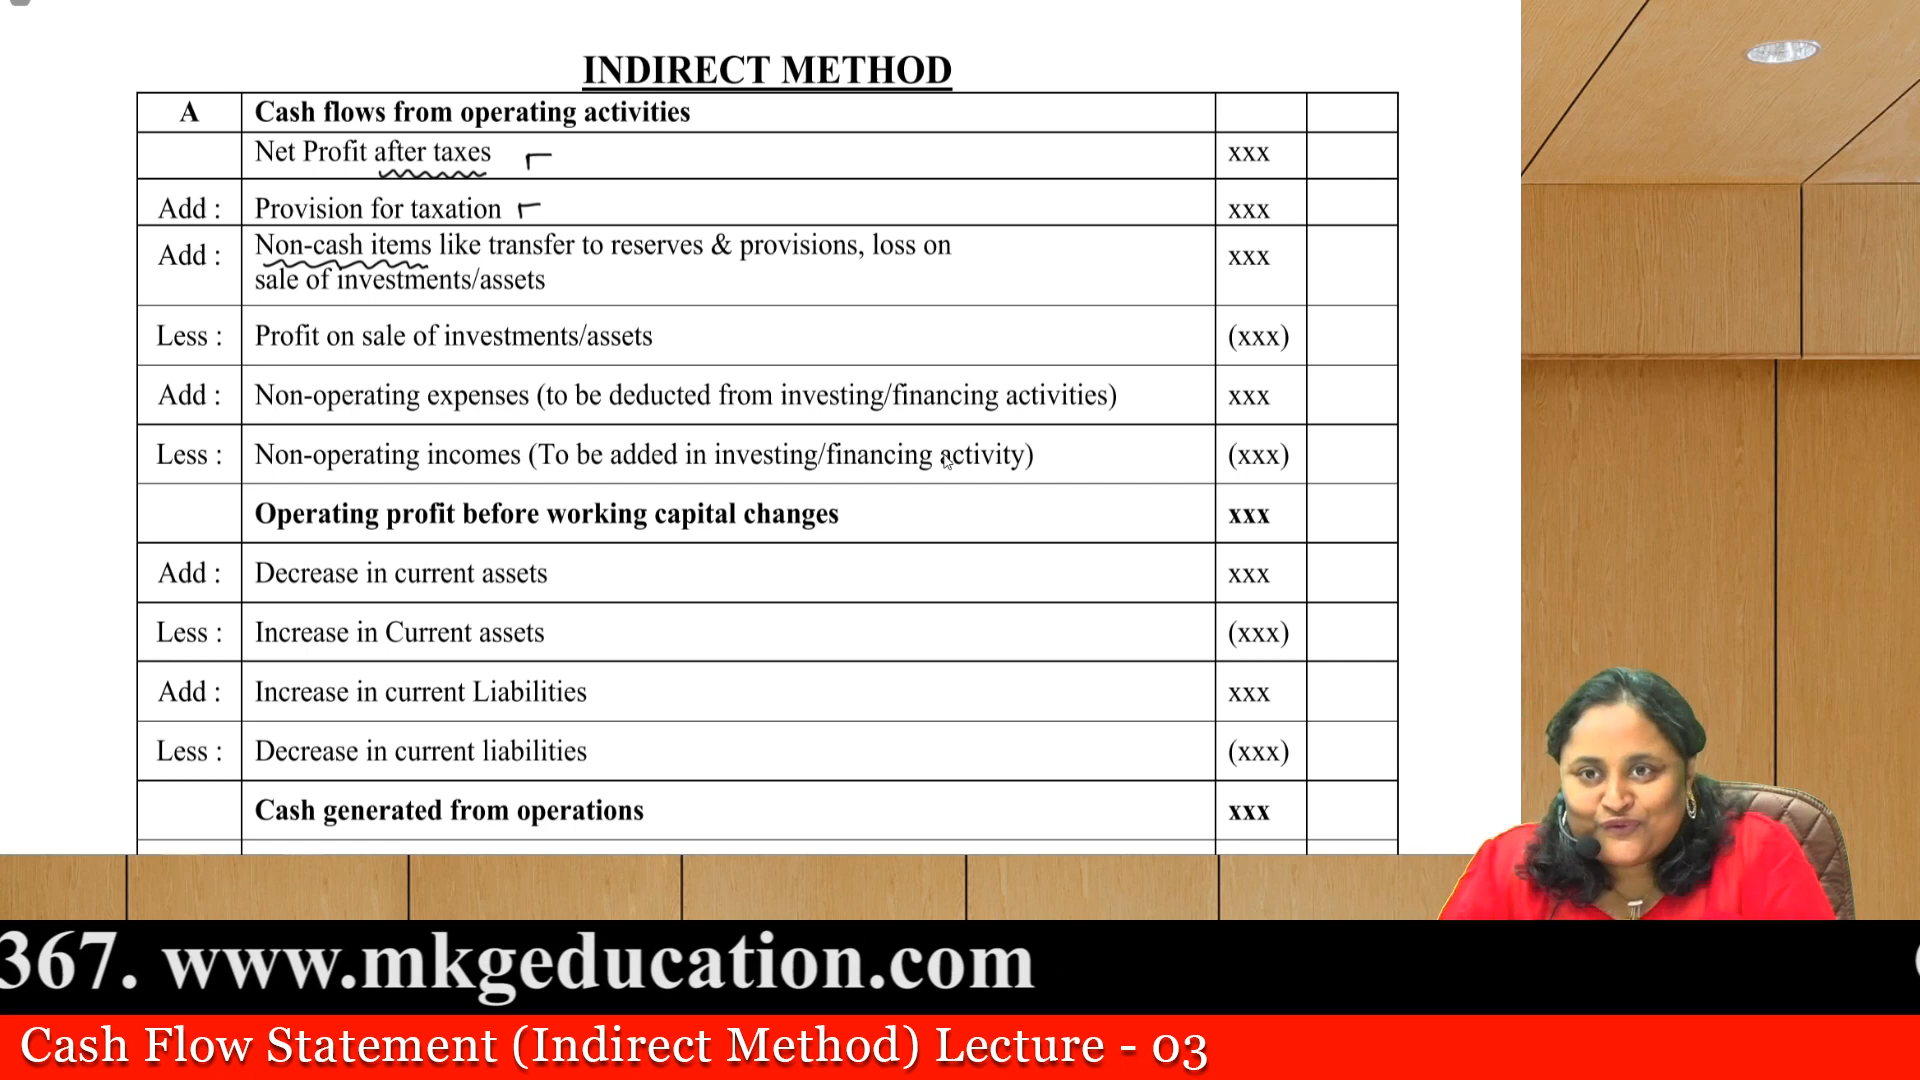 INDIRECT METHOD
A Cash flows from operating activities
Net Profit after taxes xxx
Add : Provision for taxation xxx
Add : Non-cash items like transfer to reserves & provisions, loss on xxx
sale of investments/assets
Less : Profit on sale of investments/assets (xxx)
Add : Non-operating expenses (to be deducted from investing/financing activities) xxx
Less : Non-operating incomes (To be added in investing/financing activity) (xxx)
Operating profit before working capital changes xxx
Add : Decrease in current assets xxx
Less : Increase in Current assets (xxx)
Add : Increase in current Liabilities xxx
Less : Decrease in current liabilities (xxx)
Cash generated from operations xxx
367. www.mkgeducation.com
Cash Flow Statement (Indirect Method) Lecture - 03